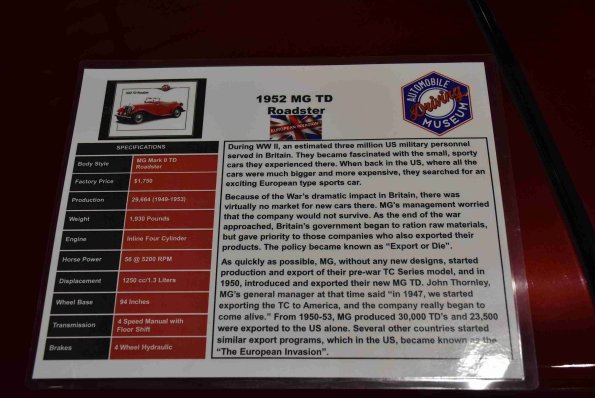 1952 MG TD
Roadster
EUROPEAN INVASION
AUTOMOBILE
Driving
MUSEUM
SPECIFICATIONS
Body Style MG Mark II TD
Roadster
Factory Price $1,750
Production 29,664 (1949-1953)
Weight 1,930 Pounds
Engine Inline Four Cylinder
Horse Power 56 @ 5200 RPM
Displacement 1250 cc/1.3 Liters
Wheel Base 94 Inches
Transmission 4 Speed Manual with
Floor Shift
Brakes 4 Wheel Hydraulic
During WW II, an estimated three million US military personnel
served in Britain. They became fascinated with the small, sporty
cars they experienced there. When back in the US, where all the
cars were much bigger and more expensive, they searched for an
exciting European type sports car.
Because of the War's dramatic impact in Britain, there was
virtually no market for new cars there. MG's management worried
that the company would not survive. As the end of the war
approached, Britain's government began to ration raw materials,
but gave priority to those companies who also exported their
products. The policy became known as "Export or Die".
As quickly as possible, MG, without any new designs, started
production and export of their pre-war TC Series model, and in
1950, introduced and exported their new MG TD. John Thornley,
MG's general manager at that time said "in 1947, we started
exporting the TC to America, and the company really began to
come alive." From 1950-53, MG produced 30,000 TD's and 23,500
were exported to the US alone. Several other countries started
similar export programs, which in the US, became known as the
"The European Invasion".